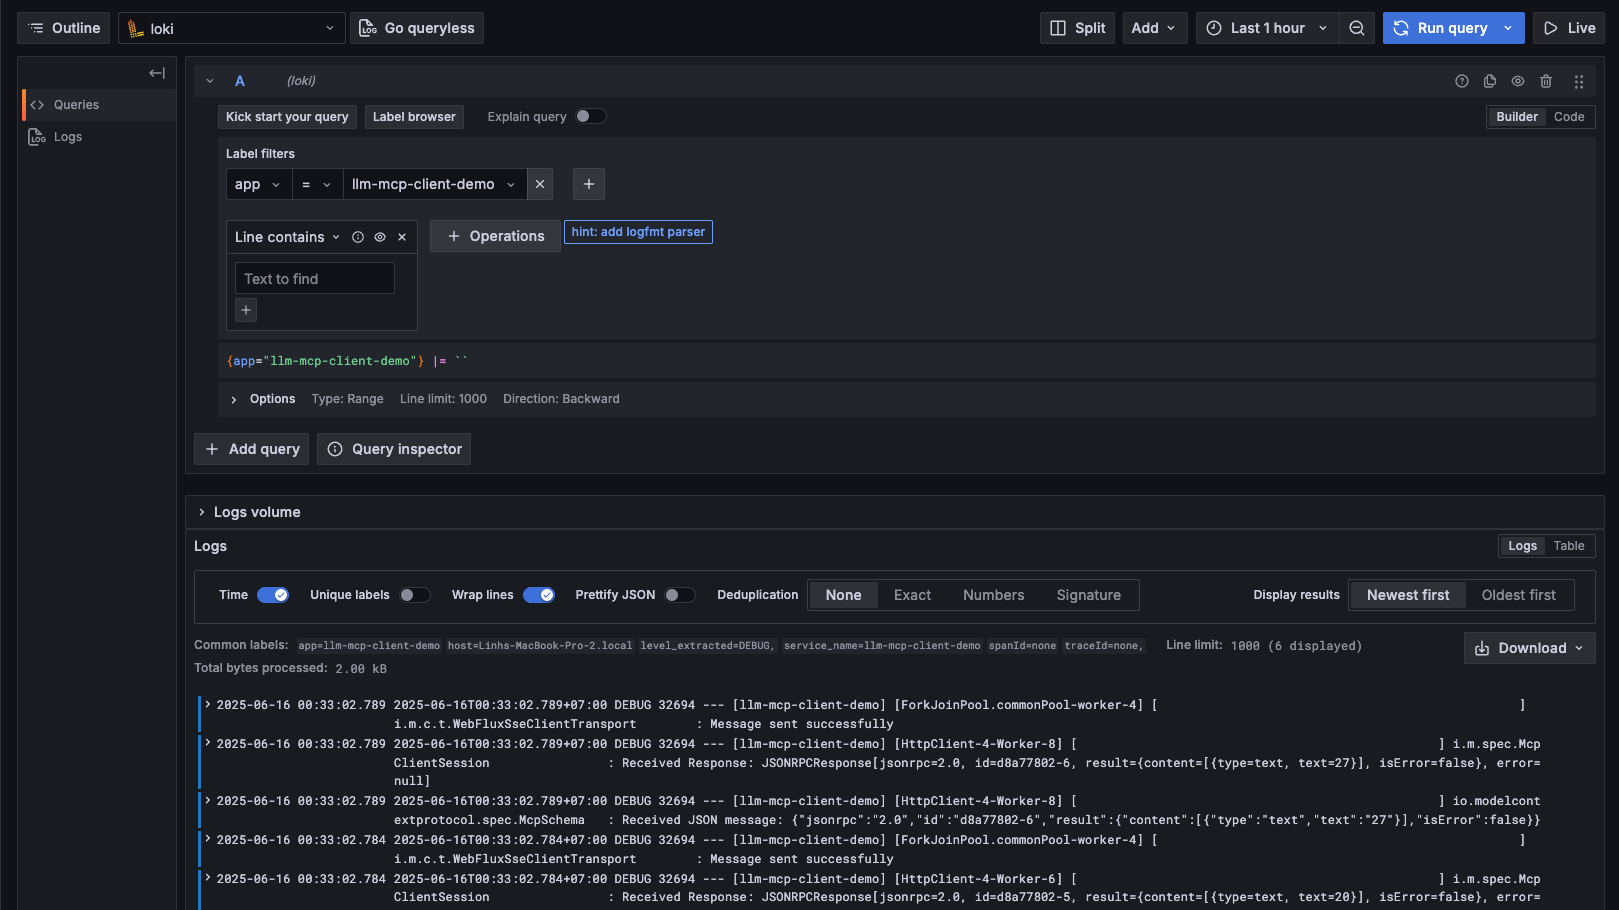 Outline
loki
Go queryless
Split
Add
Last 1 hour
Run query
Live
Queries
Logs
A (loki)
Kick start your query
Label browser
Explain query
Builder
Code
Label filters
app
=
llm-mcp-client-demo
Line contains
Operations
hint: add logfmt parser
Text to find
{app="llm-mcp-client-demo"} |= ``
Options Type: Range Line limit: 1000 Direction: Backward
Add query
Query inspector
Logs volume
Logs
Logs
Table
Time
Unique labels
Wrap lines
Prettify JSON
Deduplication
None
Exact
Numbers
Signature
Display results
Newest first
Oldest first
Common labels: app=llm-mcp-client-demo host=Linhs-MacBook-Pro-2.local level_extracted=DEBUG, service_name=llm-mcp-client-demo spanId=none traceId=none, Line limit: 1000 (6 displayed)
Download
Total bytes processed: 2.00 kB
2025-06-16 00:33:02.789 2025-06-16T00:33:02.789+07:00 DEBUG 32694 --- [llm-mcp-client-demo] [ForkJoinPool.commonPool-worker-4] [ ]
i.m.c.t.WebFluxSseClientTransport : Message sent successfully
2025-06-16 00:33:02.789 2025-06-16T00:33:02.789+07:00 DEBUG 32694 --- [llm-mcp-client-demo] [HttpClient-4-Worker-8] [ ] i.m.spec.Mcp
ClientSession : Received Response: JSONRPCResponse[jsonrpc=2.0, id=d8a77802-6, result={content=[{type=text, text=27}], isError=false}, error=
null]
2025-06-16 00:33:02.789 2025-06-16T00:33:02.789+07:00 DEBUG 32694 --- [llm-mcp-client-demo] [HttpClient-4-Worker-8] [ ] io.modelcont
extprotocol.spec.McpSchema : Received JSON message: {"jsonrpc":"2.0","id":"d8a77802-6","result":{"content":[{"type":"text","text":"27"}],"isError":false}}
2025-06-16 00:33:02.784 2025-06-16T00:33:02.784+07:00 DEBUG 32694 --- [llm-mcp-client-demo] [ForkJoinPool.commonPool-worker-4] [ ]
i.m.c.t.WebFluxSseClientTransport : Message sent successfully
2025-06-16 00:33:02.784 2025-06-16T00:33:02.784+07:00 DEBUG 32694 --- [llm-mcp-client-demo] [HttpClient-4-Worker-6] [ ] i.m.spec.Mcp
ClientSession : Received Response: JSONRPCResponse[jsonrpc=2.0, id=d8a77802-5, result={content=[{type=text, text=20}], isError=false}, error=